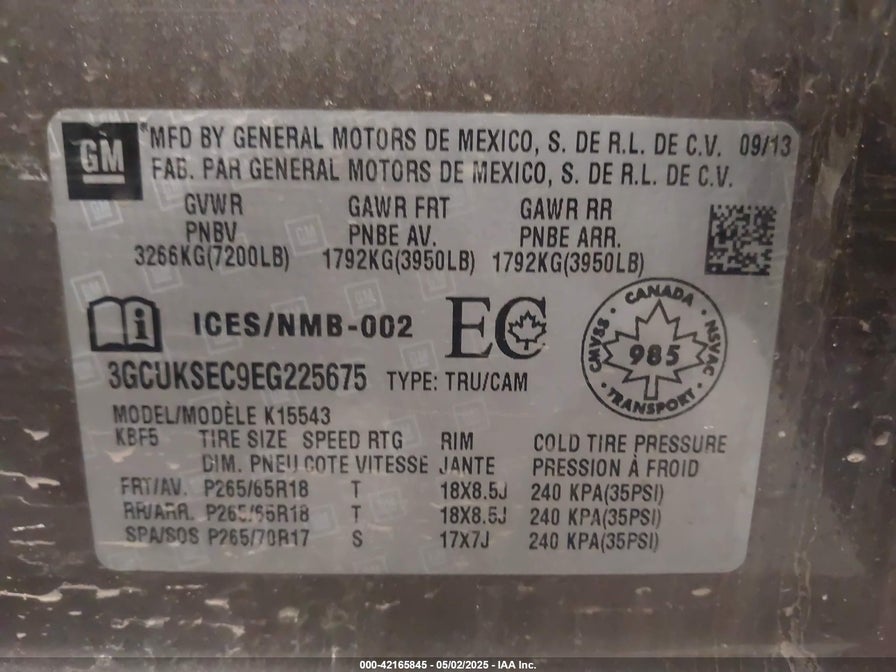 GM
®MFD BY GENERAL MOTORS DE MEXICO, S. DE R.L. DE C.V. 09/13
FAB. PAR GENERAL MOTORS DE MEXICO, S. DE R.L. DE C.V.
GVWR GAWR FRT GAWR RR
PNBV PNBE AV. PNBE ARR.
3266KG(7200LB) 1792KG(3950LB) 1792KG(3950LB)
ICES/NMB-002 EC
CANADA
CMVSS 985 NSVAC
TRANSPORT
3GCUKSEC9EG225675 TYPE: TRU/CAM
MODEL/MODÈLE K15543
KBF5 TIRE SIZE SPEED RTG RIM COLD TIRE PRESSURE
DIM. PNEU COTE VITESSE JANTE PRESSION À FROID
FRT/AV. P265/65R18 T 18X8.5J 240 KPA(35PSI)
RR/ARR. P265/65R18 T 18X8.5J 240 KPA(35PSI)
SPA/SOS P265/70R17 S 17X7J 240 KPA(35PSI)
000-42165845 - 05/02/2025 - IAA Inc.